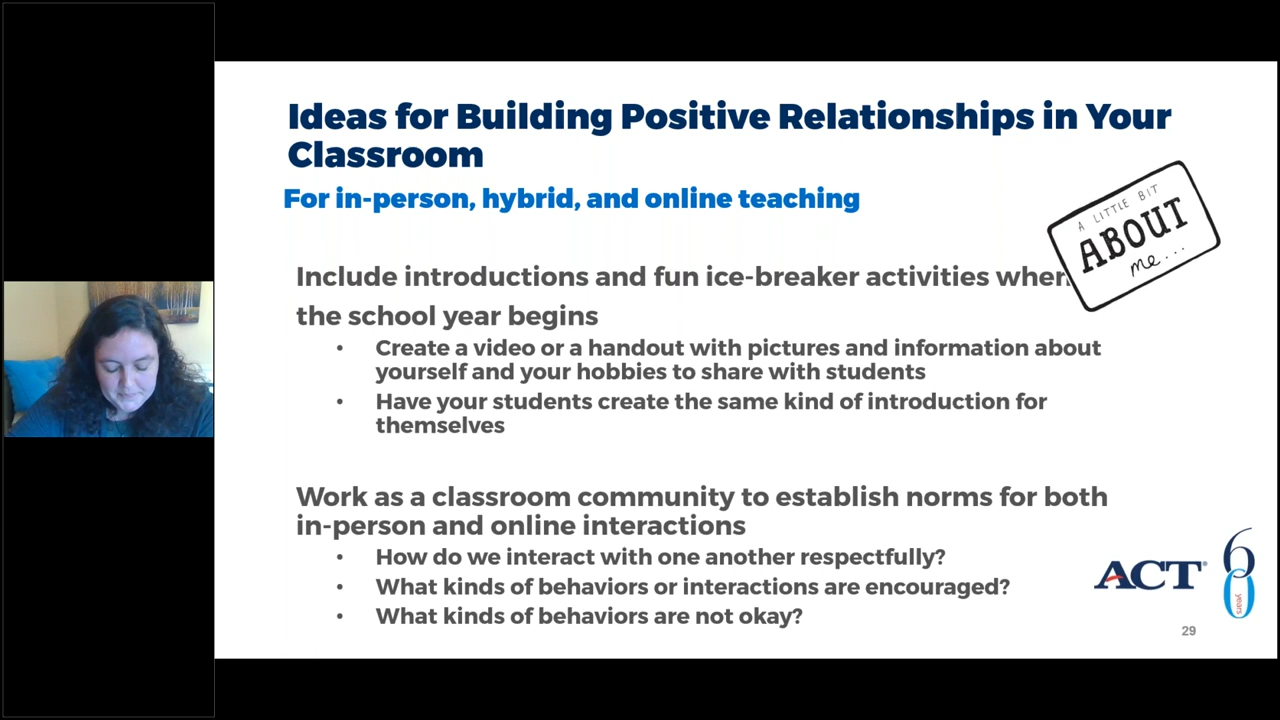 Ideas for Building Positive Relationships in Your
Classroom
For in-person, hybrid, and online teaching
A LITTLE BIT
ABOUT
me...
Include introductions and fun ice-breaker activities when
the school year begins
• Create a video or a handout with pictures and information about
yourself and your hobbies to share with students
• Have your students create the same kind of introduction for
themselves
Work as a classroom community to establish norms for both
in-person and online interactions
• How do we interact with one another respectfully?
• What kinds of behaviors or interactions are encouraged?
• What kinds of behaviors are not okay?
ACT®
60
years
29